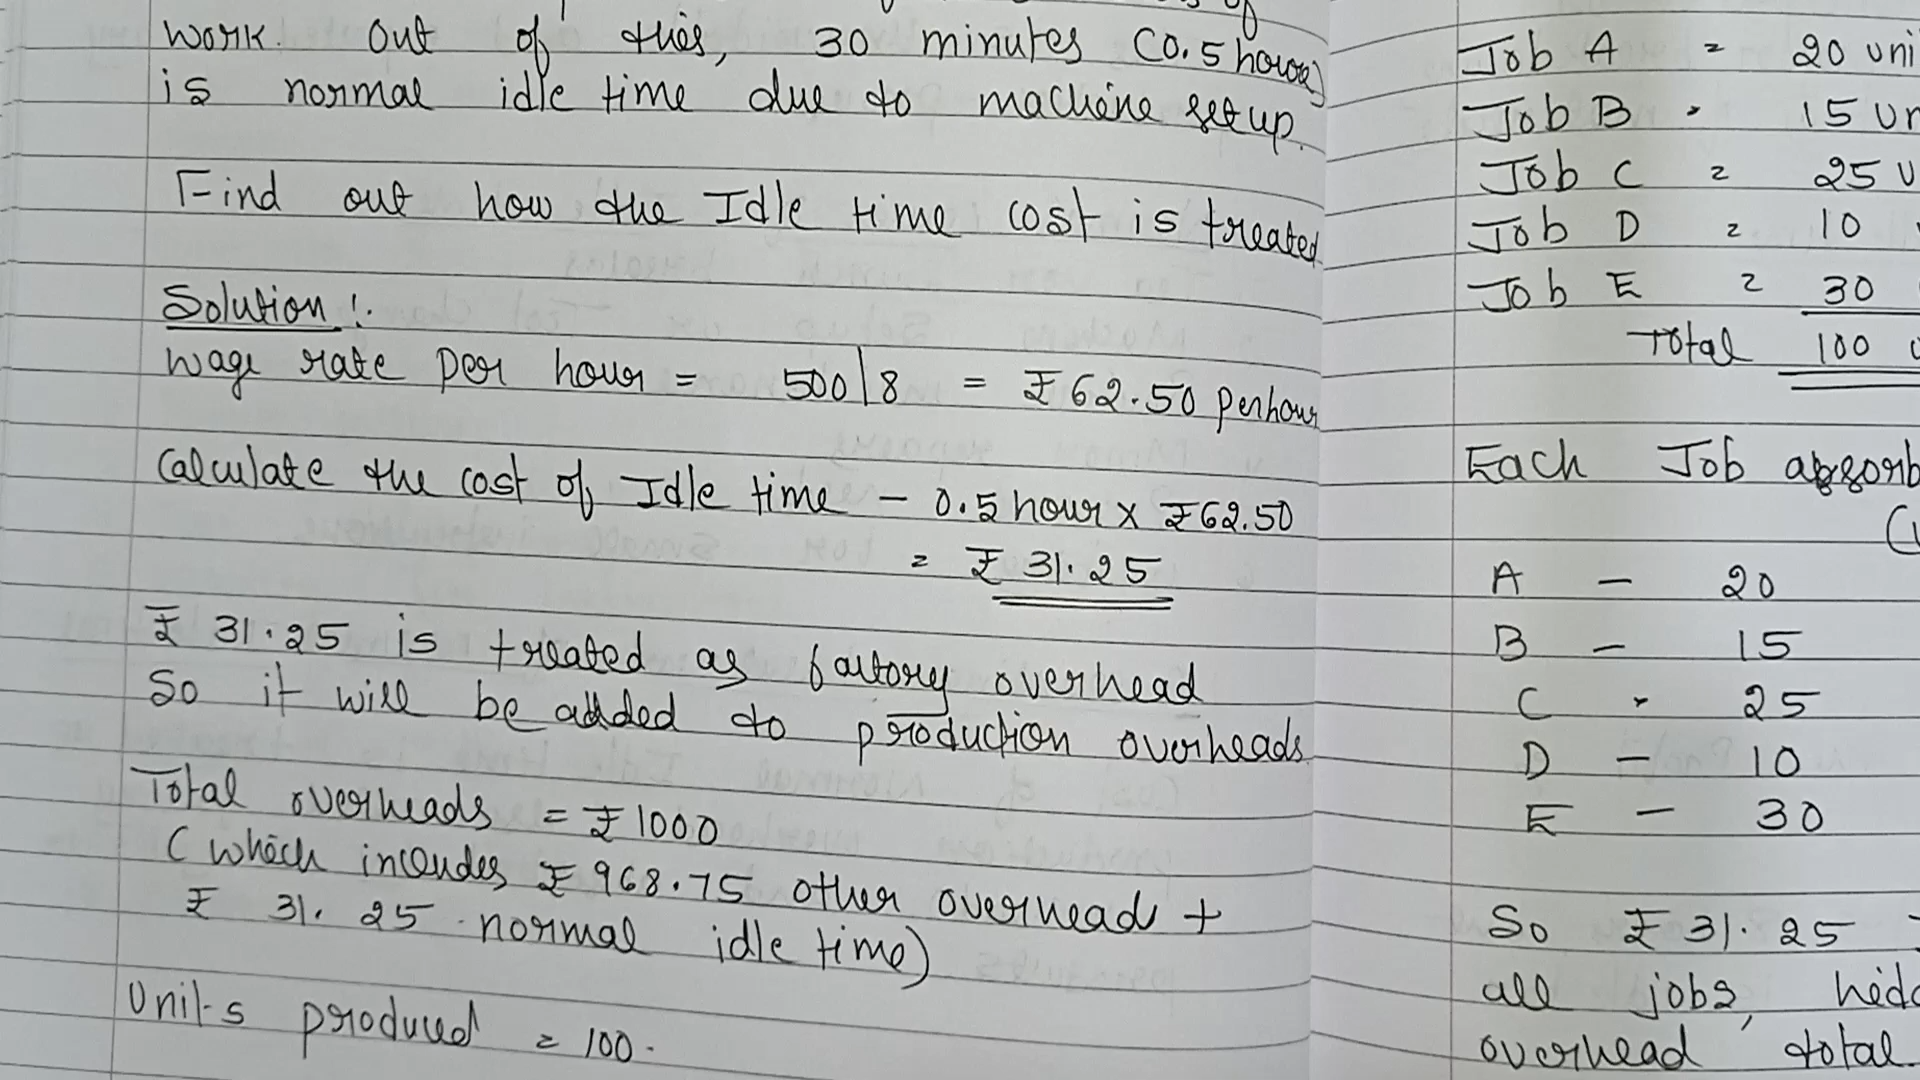 work. Out of this, 30 minutes (0.5 hours)
is normal idle time due to machine setup.
Find out how the Idle time cost is treated
Solution :-
Wage rate per hour = 500/8 = ₹62.50 per hour
Calculate the cost of Idle time - 0.5 hour x ₹62.50
= ₹ 31.25
₹ 31.25 is treated as factory overhead
So it will be added to production overheads.
Total overheads = ₹1000
(which includes ₹968.75 other overhead +
₹ 31.25 normal idle time)
Units produced = 100.
Job A = 20 uni
Job B = 15 un
Job C = 25 u
Job D = 10
Job E = 30
Total 100
Each Job absorb
A - 20
B - 15
C - 25
D - 10
E - 30
So ₹ 31.25
all jobs, hidd
overhead total